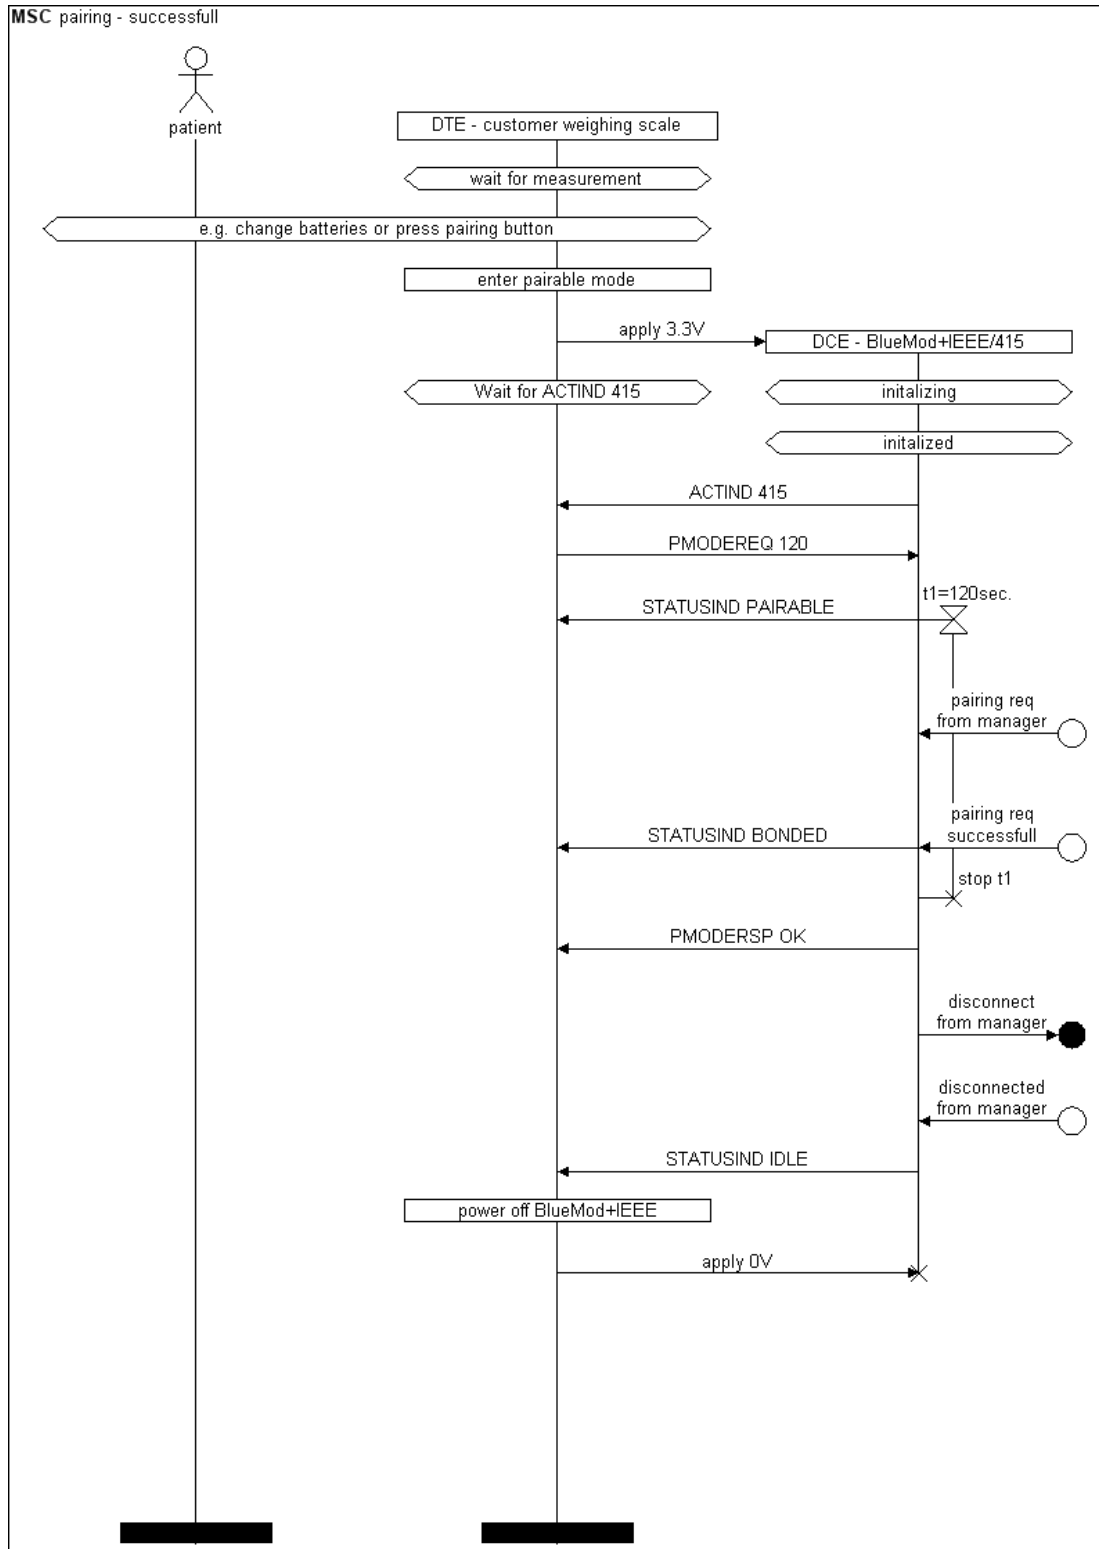 MSC pairing - successfull
patient
DTE - customer weighing scale
wait for measurement
e.g. change batteries or press pairing button
enter pairable mode
apply 3.3V
DCE - BlueMod+IEEE/415
Wait for ACTIND 415
initalizing
initalized
ACTIND 415
PMODEREQ 120
t1=120sec.
STATUSIND PAIRABLE
pairing req
from manager
pairing req
successfull
STATUSIND BONDED
stop t1
PMODERSP OK
disconnect
from manager
disconnected
from manager
STATUSIND IDLE
power off BlueMod+IEEE
apply 0V